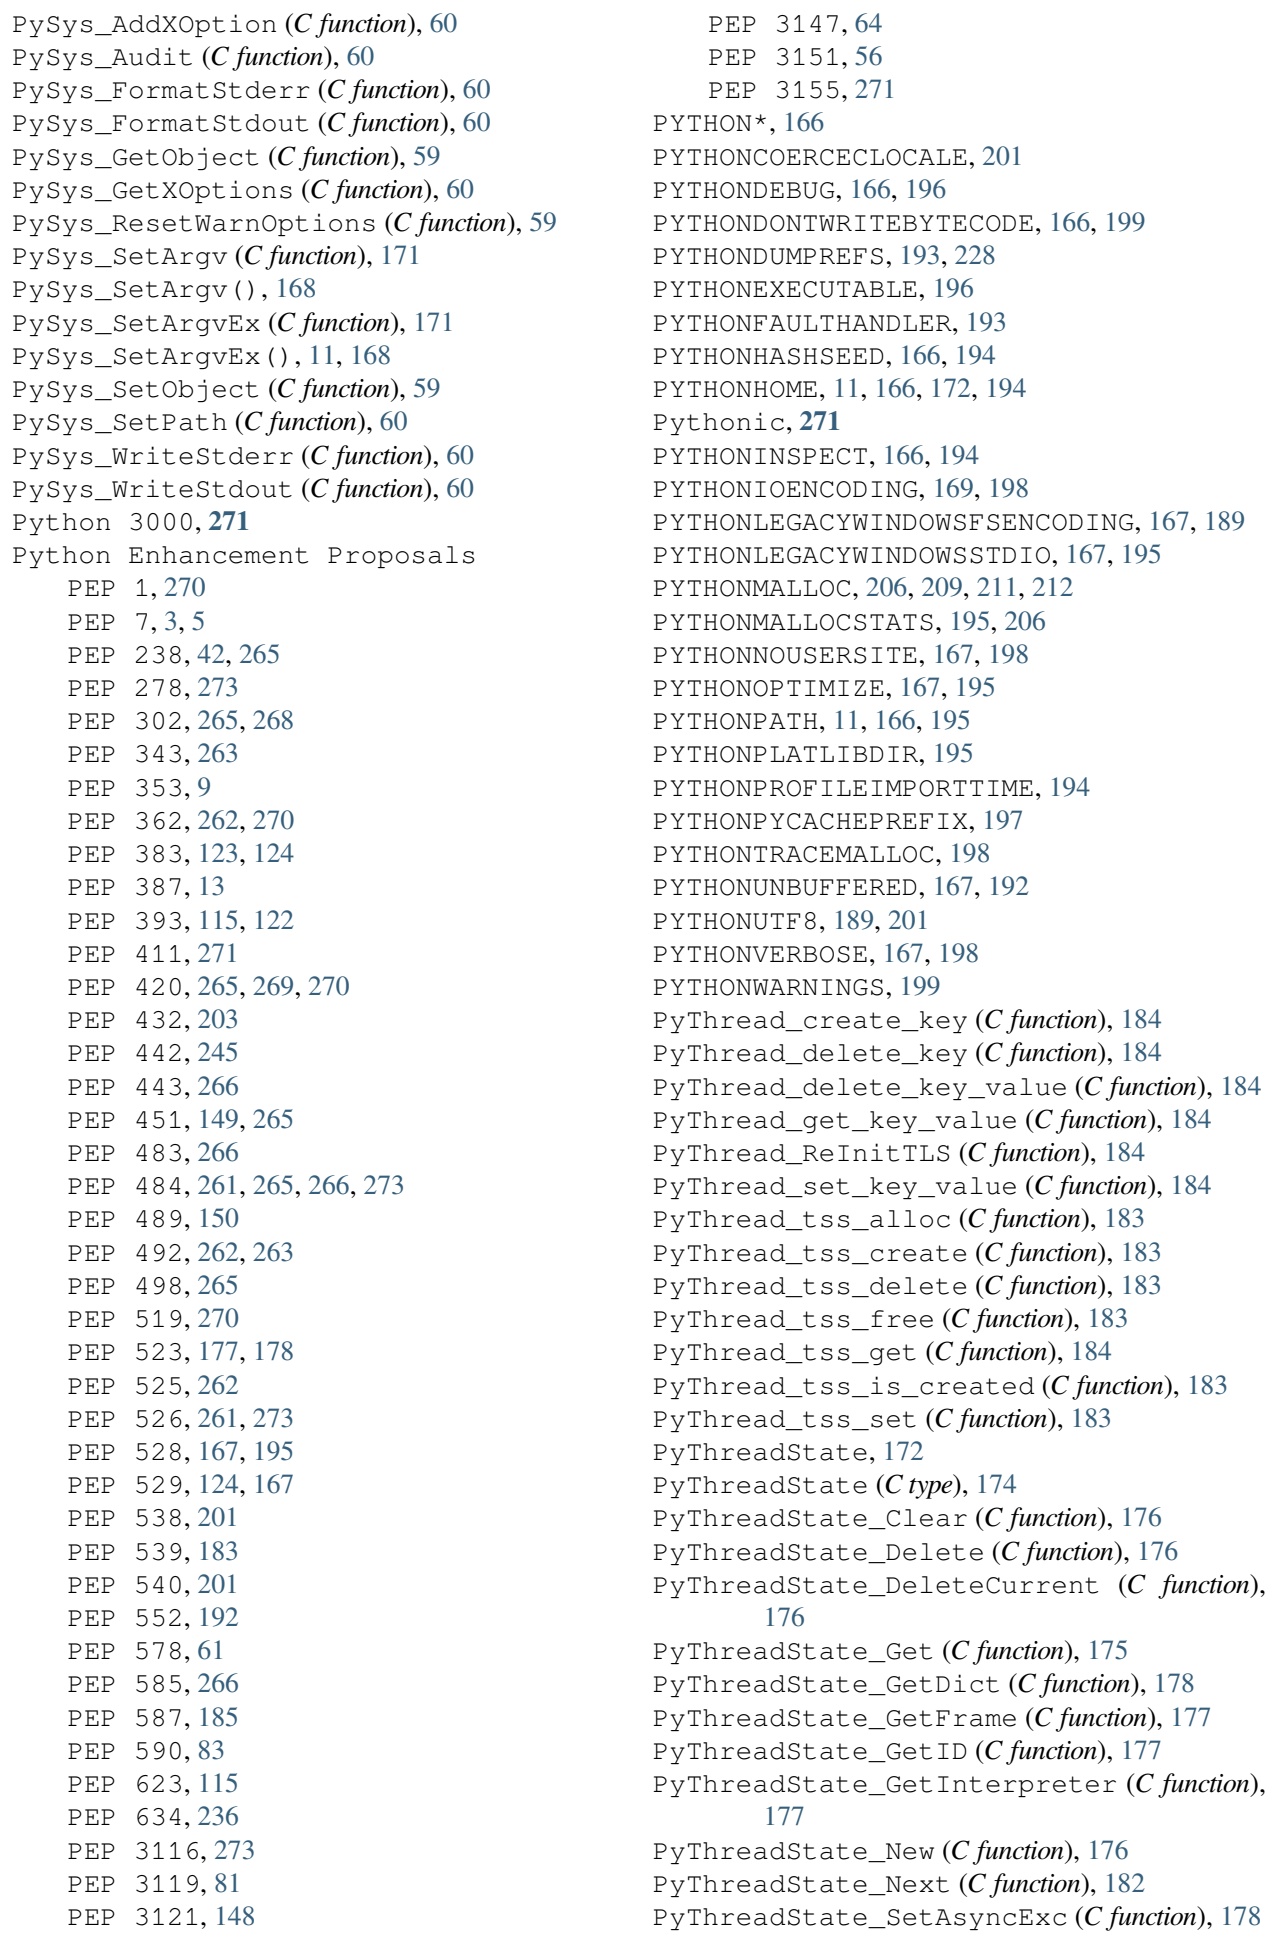 PySys_AddXOption (C function), 60
PySys_Audit (C function), 60
PySys_FormatStderr (C function), 60
PySys_FormatStdout (C function), 60
PySys_GetObject (C function), 59
PySys_GetXOptions (C function), 60
PySys_ResetWarnOptions (C function), 59
PySys_SetArgv (C function), 171
PySys_SetArgv(), 168
PySys_SetArgvEx (C function), 171
PySys_SetArgvEx(), 11, 168
PySys_SetObject (C function), 59
PySys_SetPath (C function), 60
PySys_WriteStderr (C function), 60
PySys_WriteStdout (C function), 60
Python 3000, 271
Python Enhancement Proposals
PEP 1, 270
PEP 7, 3, 5
PEP 238, 42, 265
PEP 278, 273
PEP 302, 265, 268
PEP 343, 263
PEP 353, 9
PEP 362, 262, 270
PEP 383, 123, 124
PEP 387, 13
PEP 393, 115, 122
PEP 411, 271
PEP 420, 265, 269, 270
PEP 432, 203
PEP 442, 245
PEP 443, 266
PEP 451, 149, 265
PEP 483, 266
PEP 484, 261, 265, 266, 273
PEP 489, 150
PEP 492, 262, 263
PEP 498, 265
PEP 519, 270
PEP 523, 177, 178
PEP 525, 262
PEP 526, 261, 273
PEP 528, 167, 195
PEP 529, 124, 167
PEP 538, 201
PEP 539, 183
PEP 540, 201
PEP 552, 192
PEP 578, 61
PEP 585, 266
PEP 587, 185
PEP 590, 83
PEP 623, 115
PEP 634, 236
PEP 3116, 273
PEP 3119, 81
PEP 3121, 148
PEP 3147, 64
PEP 3151, 56
PEP 3155, 271
PYTHON*, 166
PYTHONCOERCECLOCALE, 201
PYTHONDEBUG, 166, 196
PYTHONDONTWRITEBYTECODE, 166, 199
PYTHONDUMPREFS, 193, 228
PYTHONEXECUTABLE, 196
PYTHONFAULTHANDLER, 193
PYTHONHASHSEED, 166, 194
PYTHONHOME, 11, 166, 172, 194
Pythonic, 271
PYTHONINSPECT, 166, 194
PYTHONIOENCODING, 169, 198
PYTHONLEGACYWINDOWSFSENCODING, 167, 189
PYTHONLEGACYWINDOWSSTDIO, 167, 195
PYTHONMALLOC, 206, 209, 211, 212
PYTHONMALLOCSTATS, 195, 206
PYTHONNOUSERSITE, 167, 198
PYTHONOPTIMIZE, 167, 195
PYTHONPATH, 11, 166, 195
PYTHONPLATLIBDIR, 195
PYTHONPROFILEIMPORTTIME, 194
PYTHONPYCACHEPREFIX, 197
PYTHONTRACEMALLOC, 198
PYTHONUNBUFFERED, 167, 192
PYTHONUTF8, 189, 201
PYTHONVERBOSE, 167, 198
PYTHONWARNINGS, 199
PyThread_create_key (C function), 184
PyThread_delete_key (C function), 184
PyThread_delete_key_value (C function), 184
PyThread_get_key_value (C function), 184
PyThread_ReInitTLS (C function), 184
PyThread_set_key_value (C function), 184
PyThread_tss_alloc (C function), 183
PyThread_tss_create (C function), 183
PyThread_tss_delete (C function), 183
PyThread_tss_free (C function), 183
PyThread_tss_get (C function), 184
PyThread_tss_is_created (C function), 183
PyThread_tss_set (C function), 183
PyThreadState, 172
PyThreadState (C type), 174
PyThreadState_Clear (C function), 176
PyThreadState_Delete (C function), 176
PyThreadState_DeleteCurrent (C function),
176
PyThreadState_Get (C function), 175
PyThreadState_GetDict (C function), 178
PyThreadState_GetFrame (C function), 177
PyThreadState_GetID (C function), 177
PyThreadState_GetInterpreter (C function),
177
PyThreadState_New (C function), 176
PyThreadState_Next (C function), 182
PyThreadState_SetAsyncExc (C function), 178